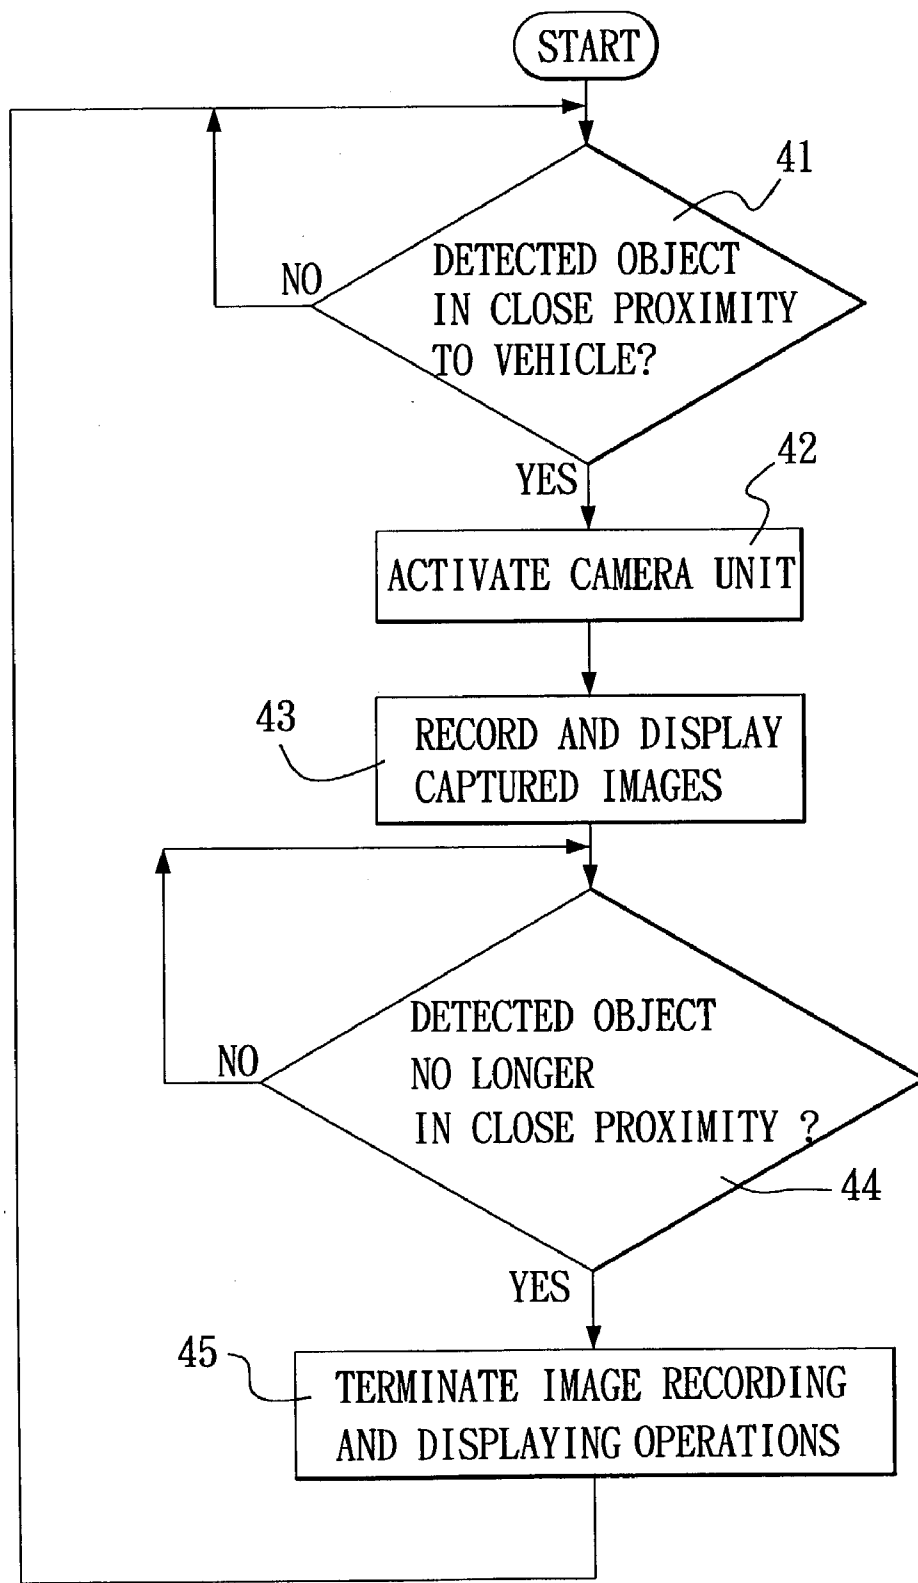 START
41
DETECTED OBJECT
IN CLOSE PROXIMITY
TO VEHICLE?
NO
YES
42
ACTIVATE CAMERA UNIT
43
RECORD AND DISPLAY
CAPTURED IMAGES
DETECTED OBJECT
NO LONGER
IN CLOSE PROXIMITY ?
NO
44
YES
45
TERMINATE IMAGE RECORDING
AND DISPLAYING OPERATIONS